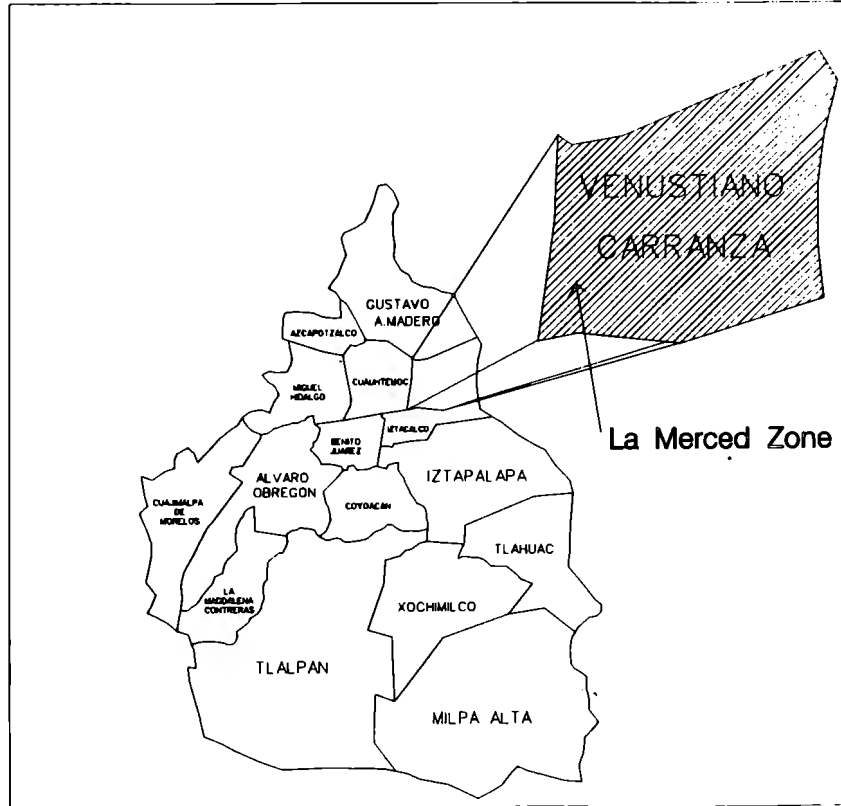 VENUSTIANO
CARRANZA
GUSTAVO
A.MADERO
AZCAPOTZALCO
CUAUHTEMOC
MIGUEL
HIDALGO
IZTACALCO
BENITO
JUAREZ
La Merced Zone
ALVARO
OBREGON
IZTAPALAPA
CUAJIMALPA
DE
MORELOS
COYOACAN
TLAHUAC
LA
MAGDALENA
CONTRERAS
XOCHIMILCO
TLALPAN
MILPA ALTA